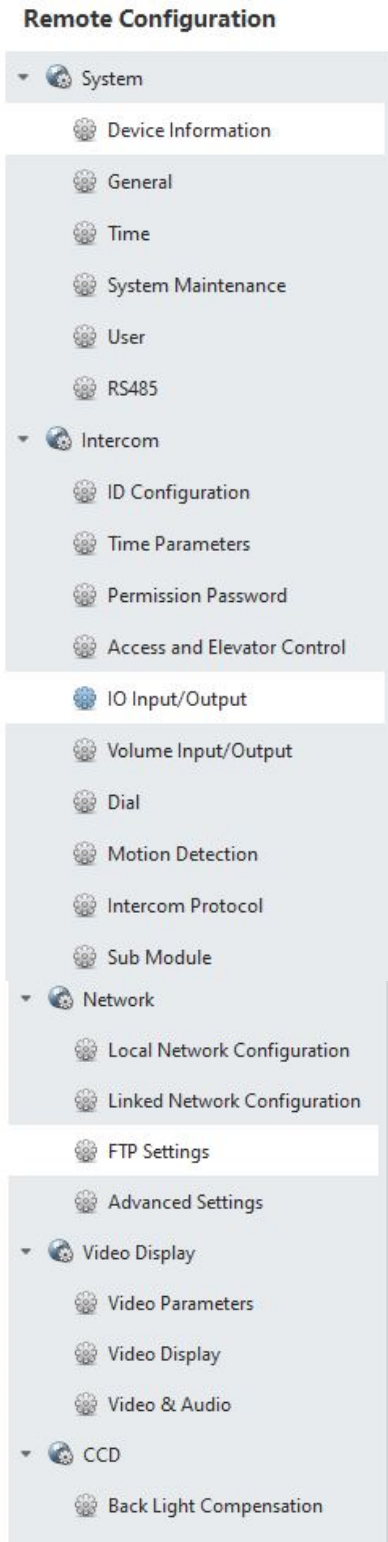 Remote Configuration
System
Device Information
General
Time
System Maintenance
User
RS485
Intercom
ID Configuration
Time Parameters
Permission Password
Access and Elevator Control
IO Input/Output
Volume Input/Output
Dial
Motion Detection
Intercom Protocol
Sub Module
Network
Local Network Configuration
Linked Network Configuration
FTP Settings
Advanced Settings
Video Display
Video Parameters
Video Display
Video & Audio
CCD
Back Light Compensation